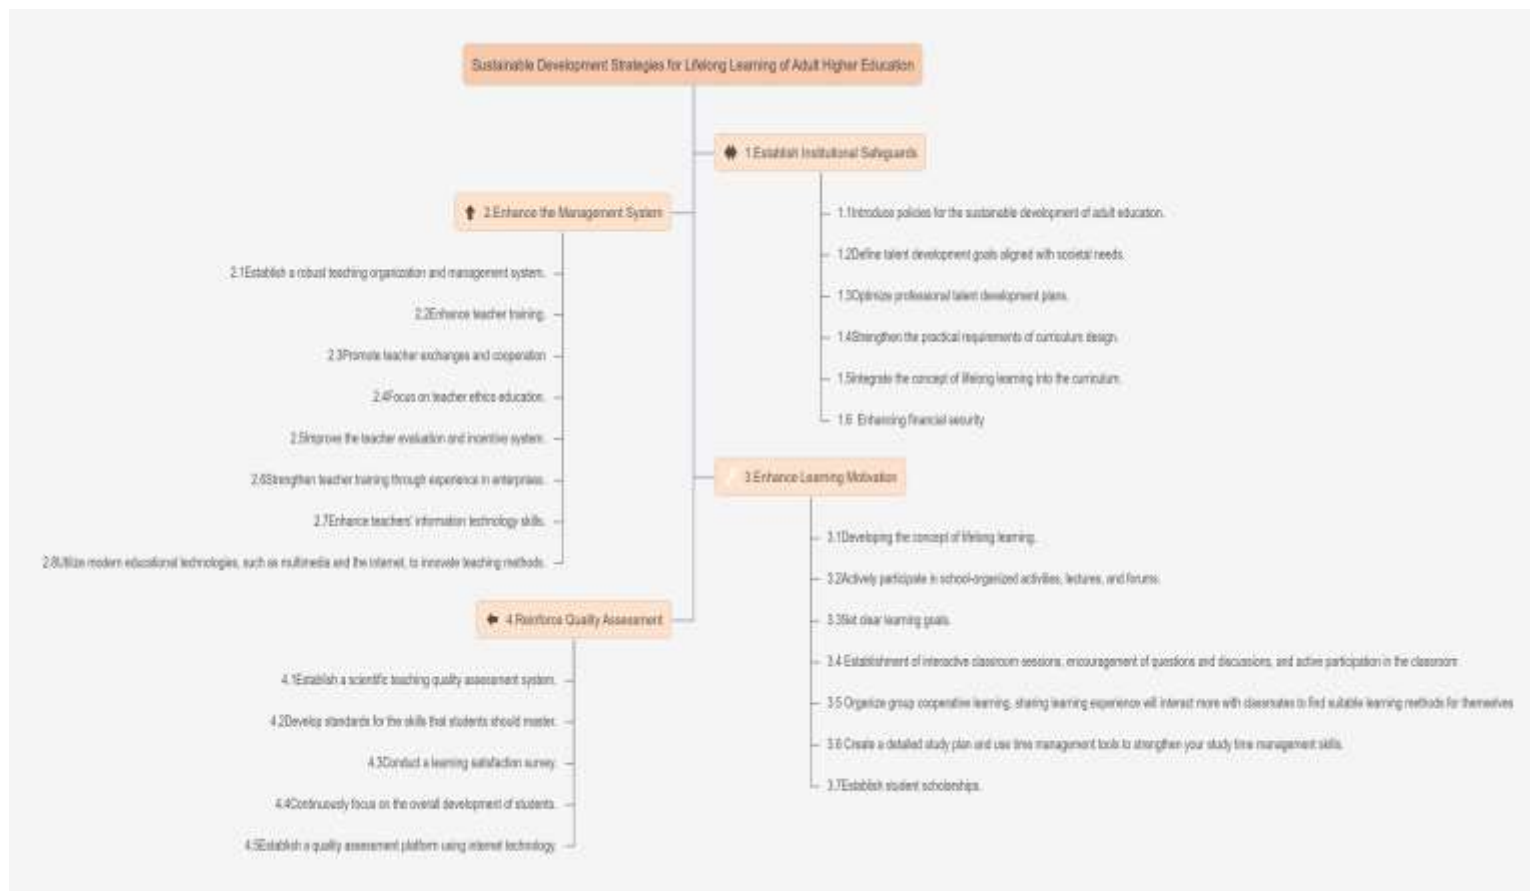 Sustainable Development Strategies for Lifelong Learning of Adult Higher Education
1.Establish Institutional Safeguards
1.1Introduce policies for the sustainable development of adult education.
1.2Define talent development goals aligned with societal needs.
1.3Optimize professional talent development plans.
1.4Strengthen the practical requirements of curriculum design.
1.5Integrate the concept of lifelong learning into the curriculum.
1.6 Enhancing financial security
2.Enhance the Management System
2.1Establish a robust teaching organization and management system.
2.2Enhance teacher training.
2.3Promote teacher exchanges and cooperation
2.4Focus on teacher ethics education.
2.5Improve the teacher evaluation and incentive system.
2.6Strengthen teacher training through experience in enterprises.
2.7Enhance teachers' information technology skills.
2.8Utilize modern educational technologies, such as multimedia and the Internet, to innovate teaching methods.
3.Enhance Learning Motivation
3.1Developing the concept of lifelong learning.
3.2Actively participate in school-organized activities, lectures, and forums.
3.3Set clear learning goals.
3.4 Establishment of interactive classroom sessions, encouragement of questions and discussions, and active participation in the classroom
3.5 Organize group cooperative learning, sharing learning experience will interact more with classmates to find suitable learning methods for themselves
3.6 Create a detailed study plan and use time management tools to strengthen your study time management skills.
3.7Establish student scholarships.
4.Reinforce Quality Assessment
4.1Establish a scientific teaching quality assessment system.
4.2Develop standards for the skills that students should master.
4.3Conduct a learning satisfaction survey.
4.4Continuously focus on the overall development of students.
4.5Establish a quality assessment platform using internet technology.